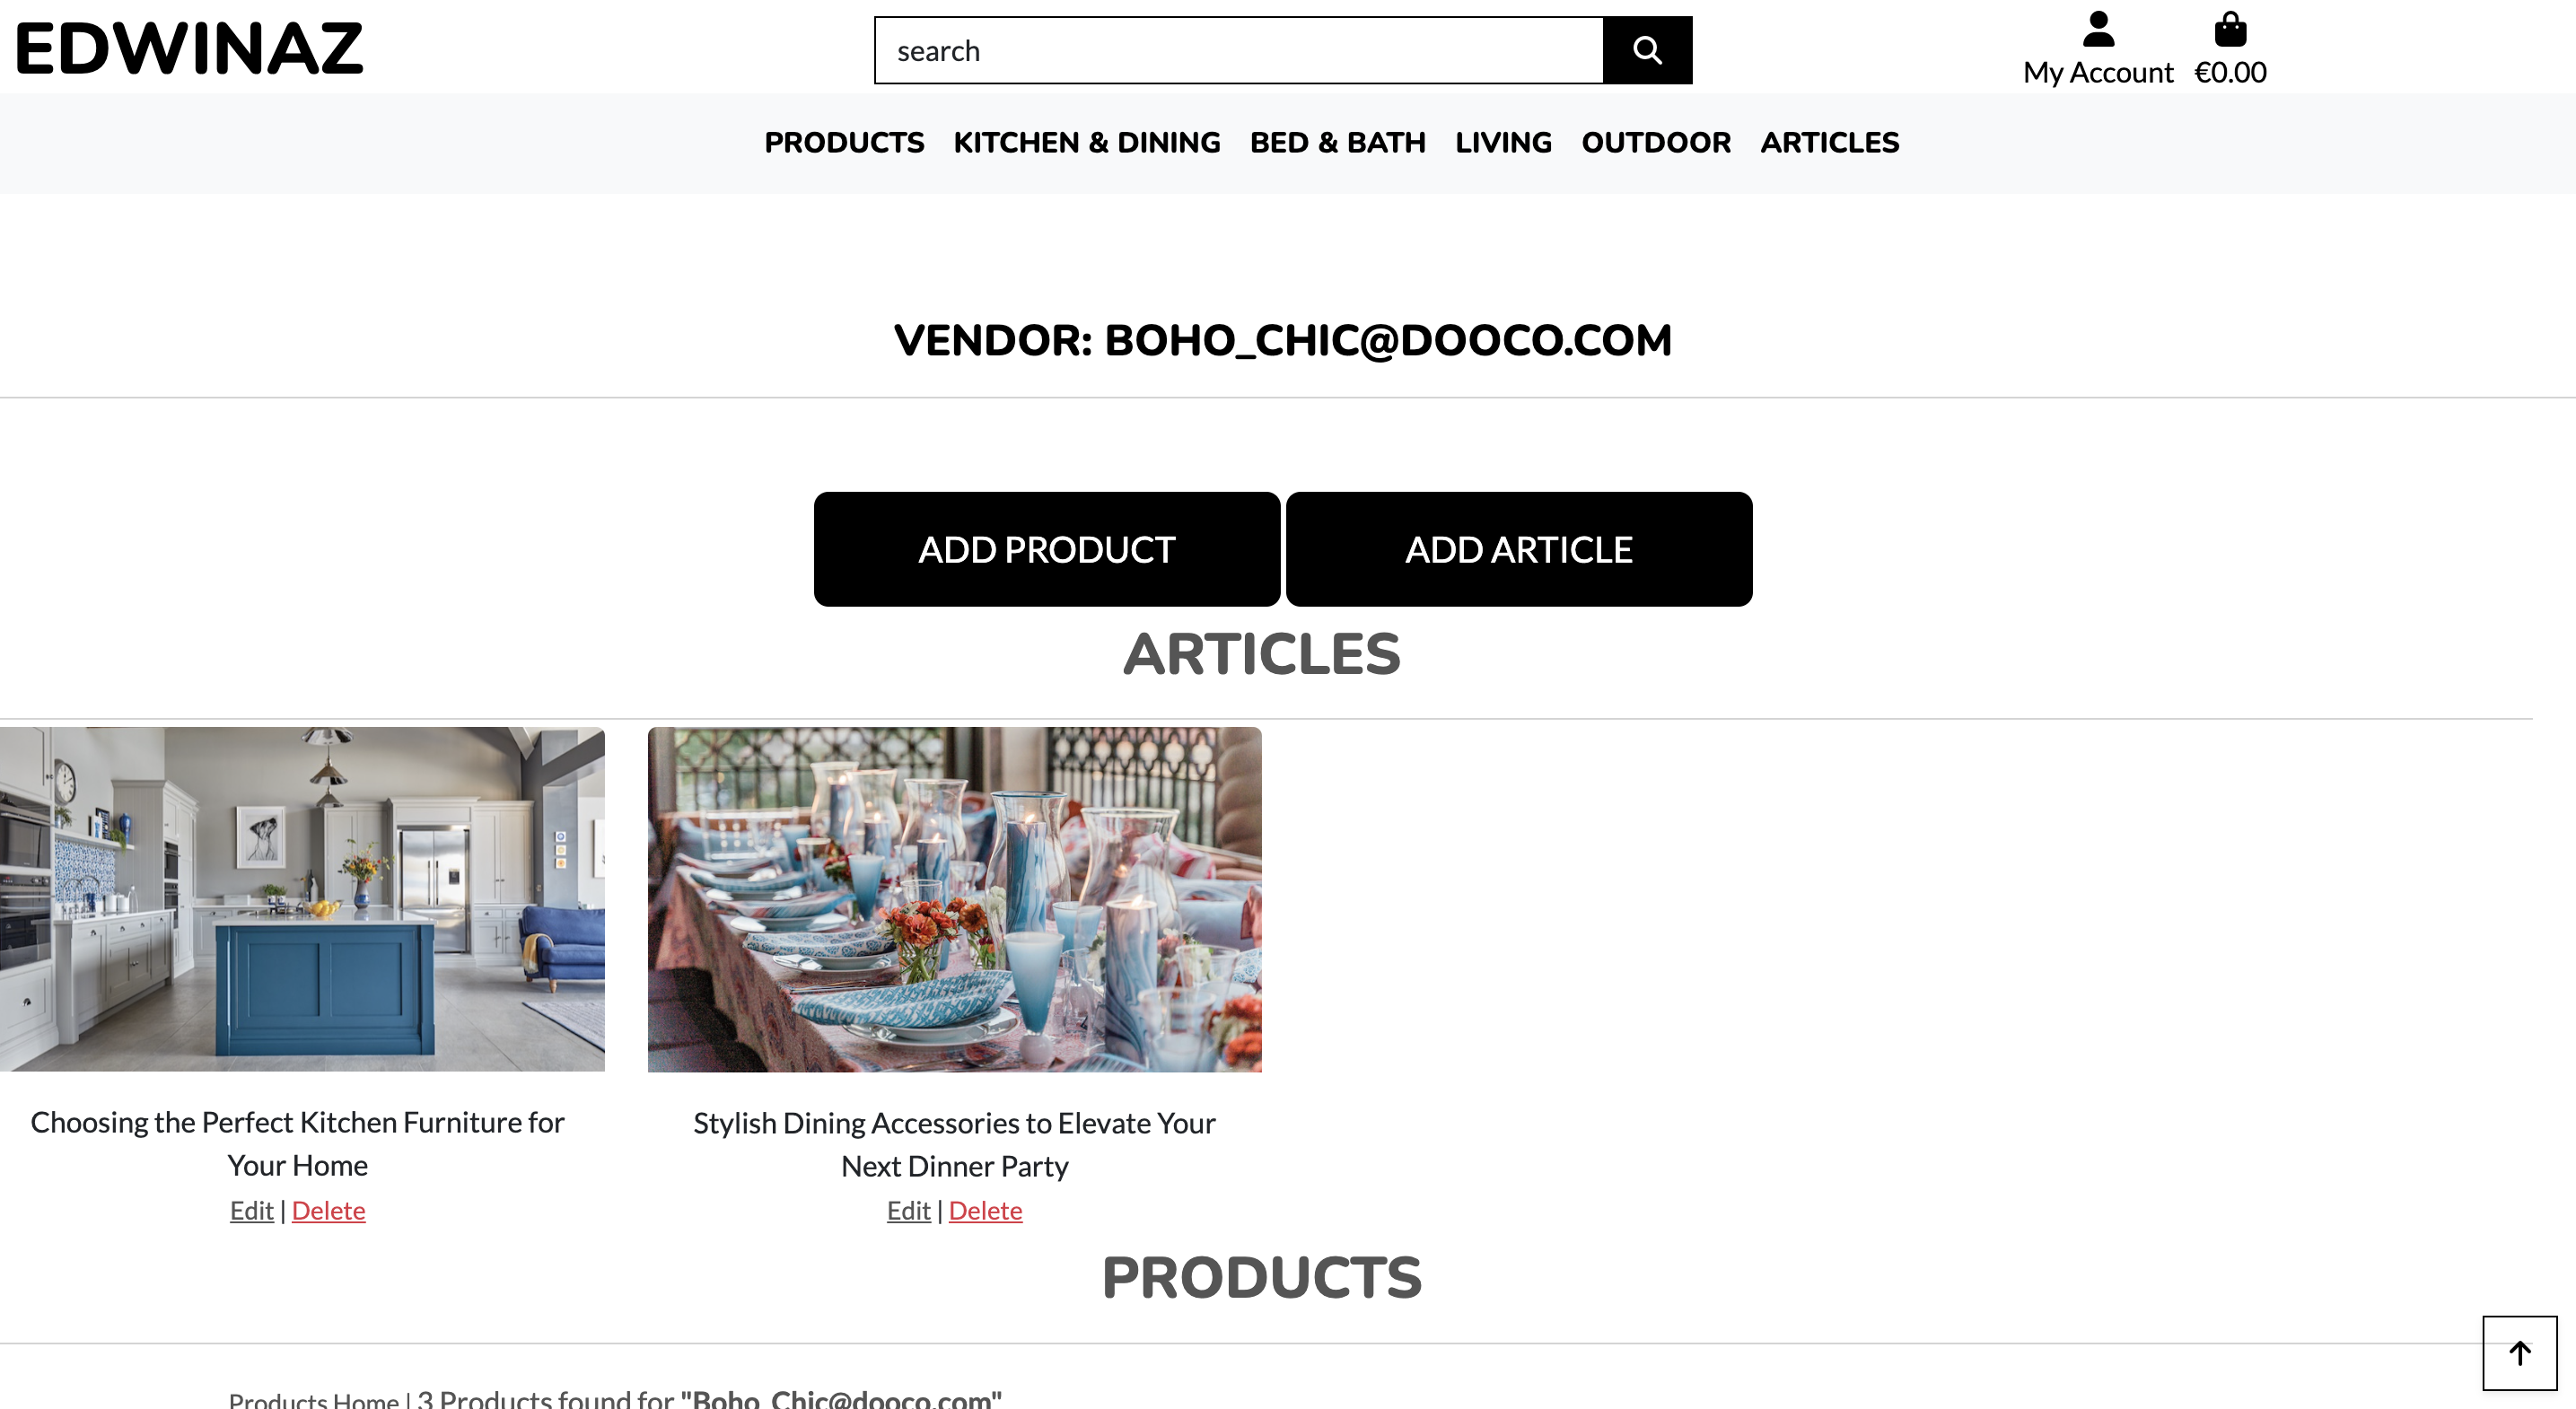 EDWINAZ
search
My Account €0.00
PRODUCTS KITCHEN & DINING BED & BATH LIVING OUTDOOR ARTICLES
VENDOR: BOHO_CHIC@DOOCO.COM
ADD PRODUCT ADD ARTICLE
ARTICLES
Choosing the Perfect Kitchen Furniture for
Your Home
Edit | Delete
Stylish Dining Accessories to Elevate Your
Next Dinner Party
Edit | Delete
PRODUCTS
Products Home | 3 Products found for "Boho_Chic@dooco.com"